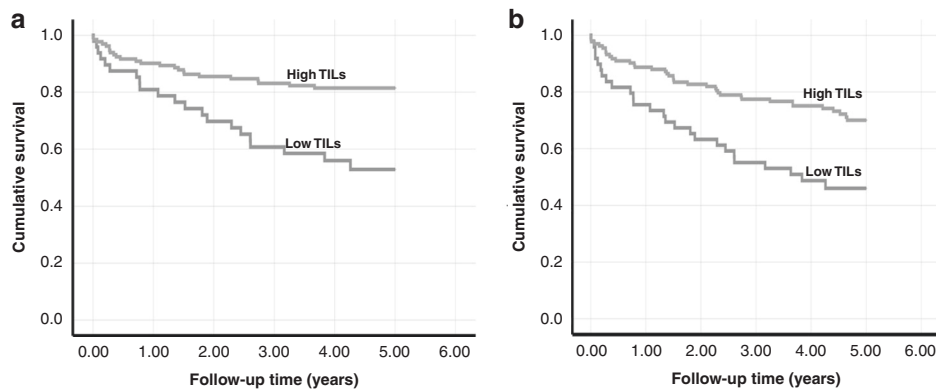 a
Cumulative survival
1.0
0.8
0.6
0.4
0.2
0.0
High TILs
Low TILs
0.00 1.00 2.00 3.00 4.00 5.00 6.00
Follow-up time (years)
b
Cumulative survival
1.0
0.8
0.6
0.4
0.2
0.0
High TILs
Low TILs
0.00 1.00 2.00 3.00 4.00 5.00 6.00
Follow-up time (years)